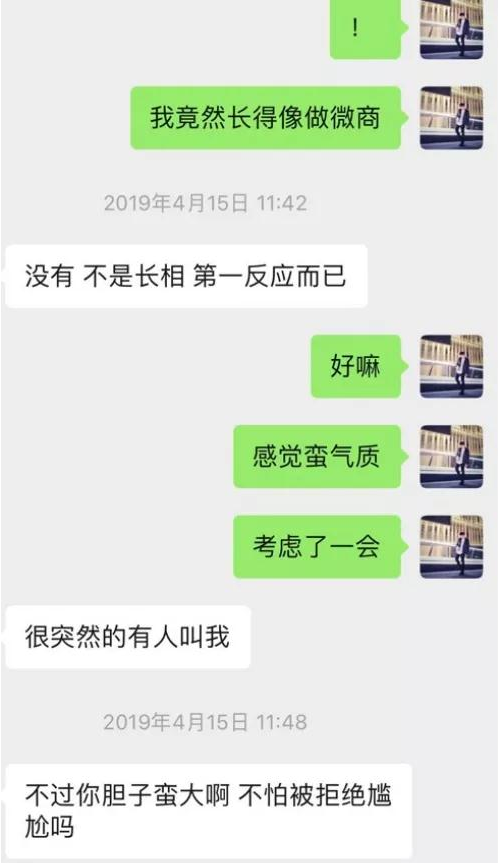 ！
我竟然长得像做微商
2019年4月15日 11:42
没有 不是长相 第一反应而已
好嘛
感觉蛮气质
考虑了一会
很突然的有人叫我
2019年4月15日 11:48
不过你胆子蛮大啊 不怕被拒绝尴
尬吗